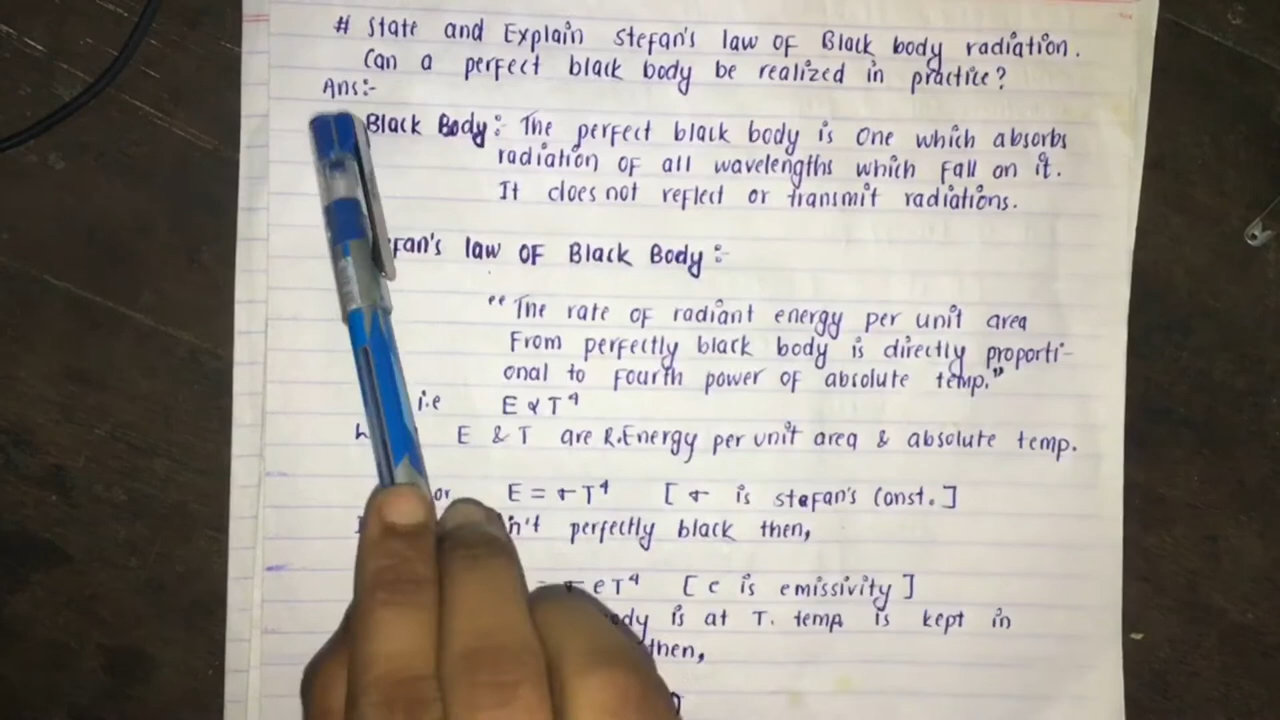 # State and Explain Stefan's law of Black body radiation.
Can a perfect black body be realized in practice?
Ans:-
Black Body:- The perfect black body is one which absorbs
radiation of all wavelengths which fall on it.
It does not reflect or transmit radiations.
fan's law of Black Body :-
"The rate of radiant energy per unit area
From perfectly black body is directly proporti-
onal to fourth power of absolute temp."
i.e E ∝ T⁴
E & T are R.Energy per unit area & absolute temp.
or E = σT⁴ [σ is stefan's Const.]
n't perfectly black then,
σeT⁴ [e is emissivity]
ody is at T. temp is kept in
then,